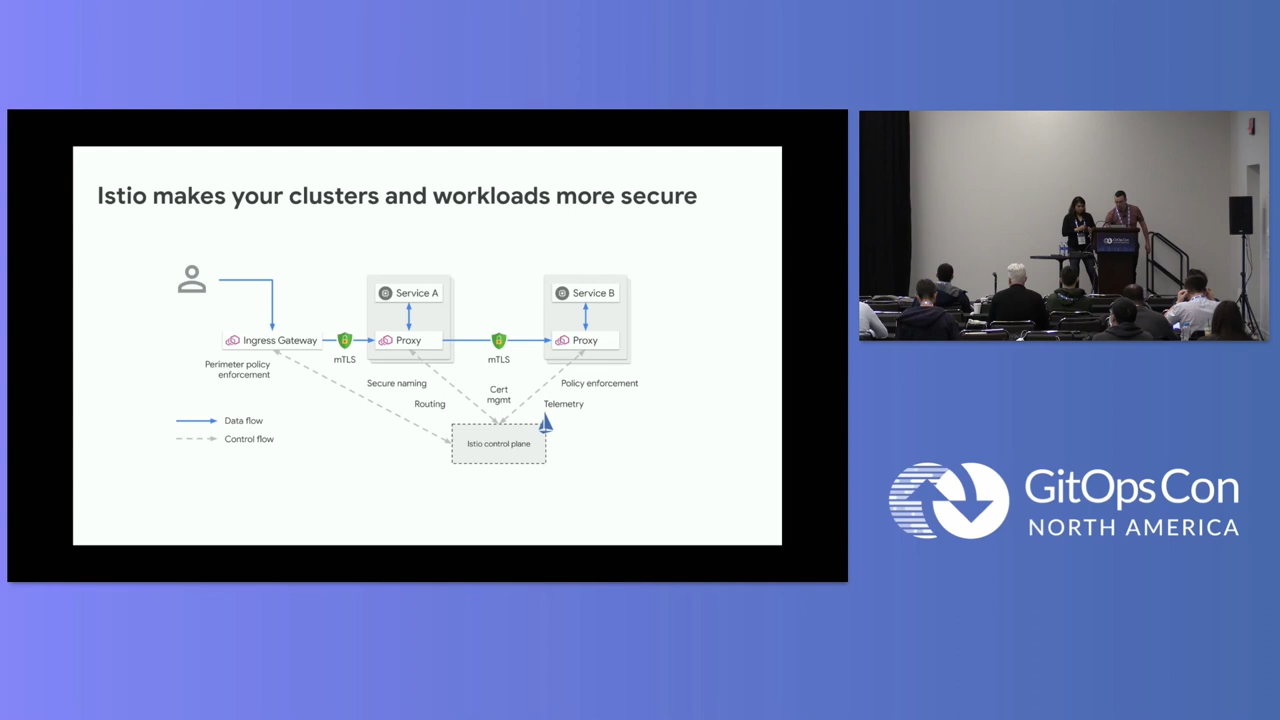 Istio makes your clusters and workloads more secure
Service A
Service B
Ingress Gateway
mTLS
Proxy
mTLS
Proxy
Perimeter policy
enforcement
Secure naming
Cert
mgmt
Policy enforcement
Routing
Telemetry
Data flow
Control flow
Istio control plane
GitOpsCon
NORTH AMERICA